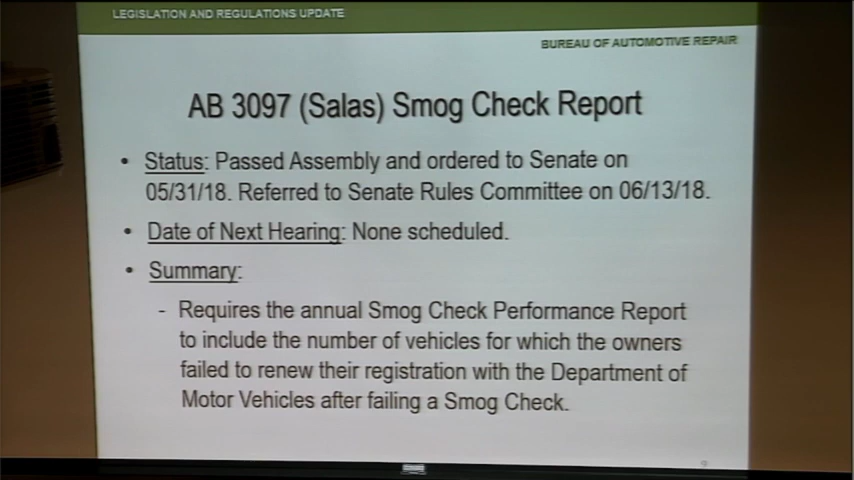 LEGISLATION AND REGULATIONS UPDATE
BUREAU OF AUTOMOTIVE REPAIR
AB 3097 (Salas) Smog Check Report
• Status: Passed Assembly and ordered to Senate on
05/31/18. Referred to Senate Rules Committee on 06/13/18.
• Date of Next Hearing: None scheduled.
• Summary:
- Requires the annual Smog Check Performance Report
to include the number of vehicles for which the owners
failed to renew their registration with the Department of
Motor Vehicles after failing a Smog Check.